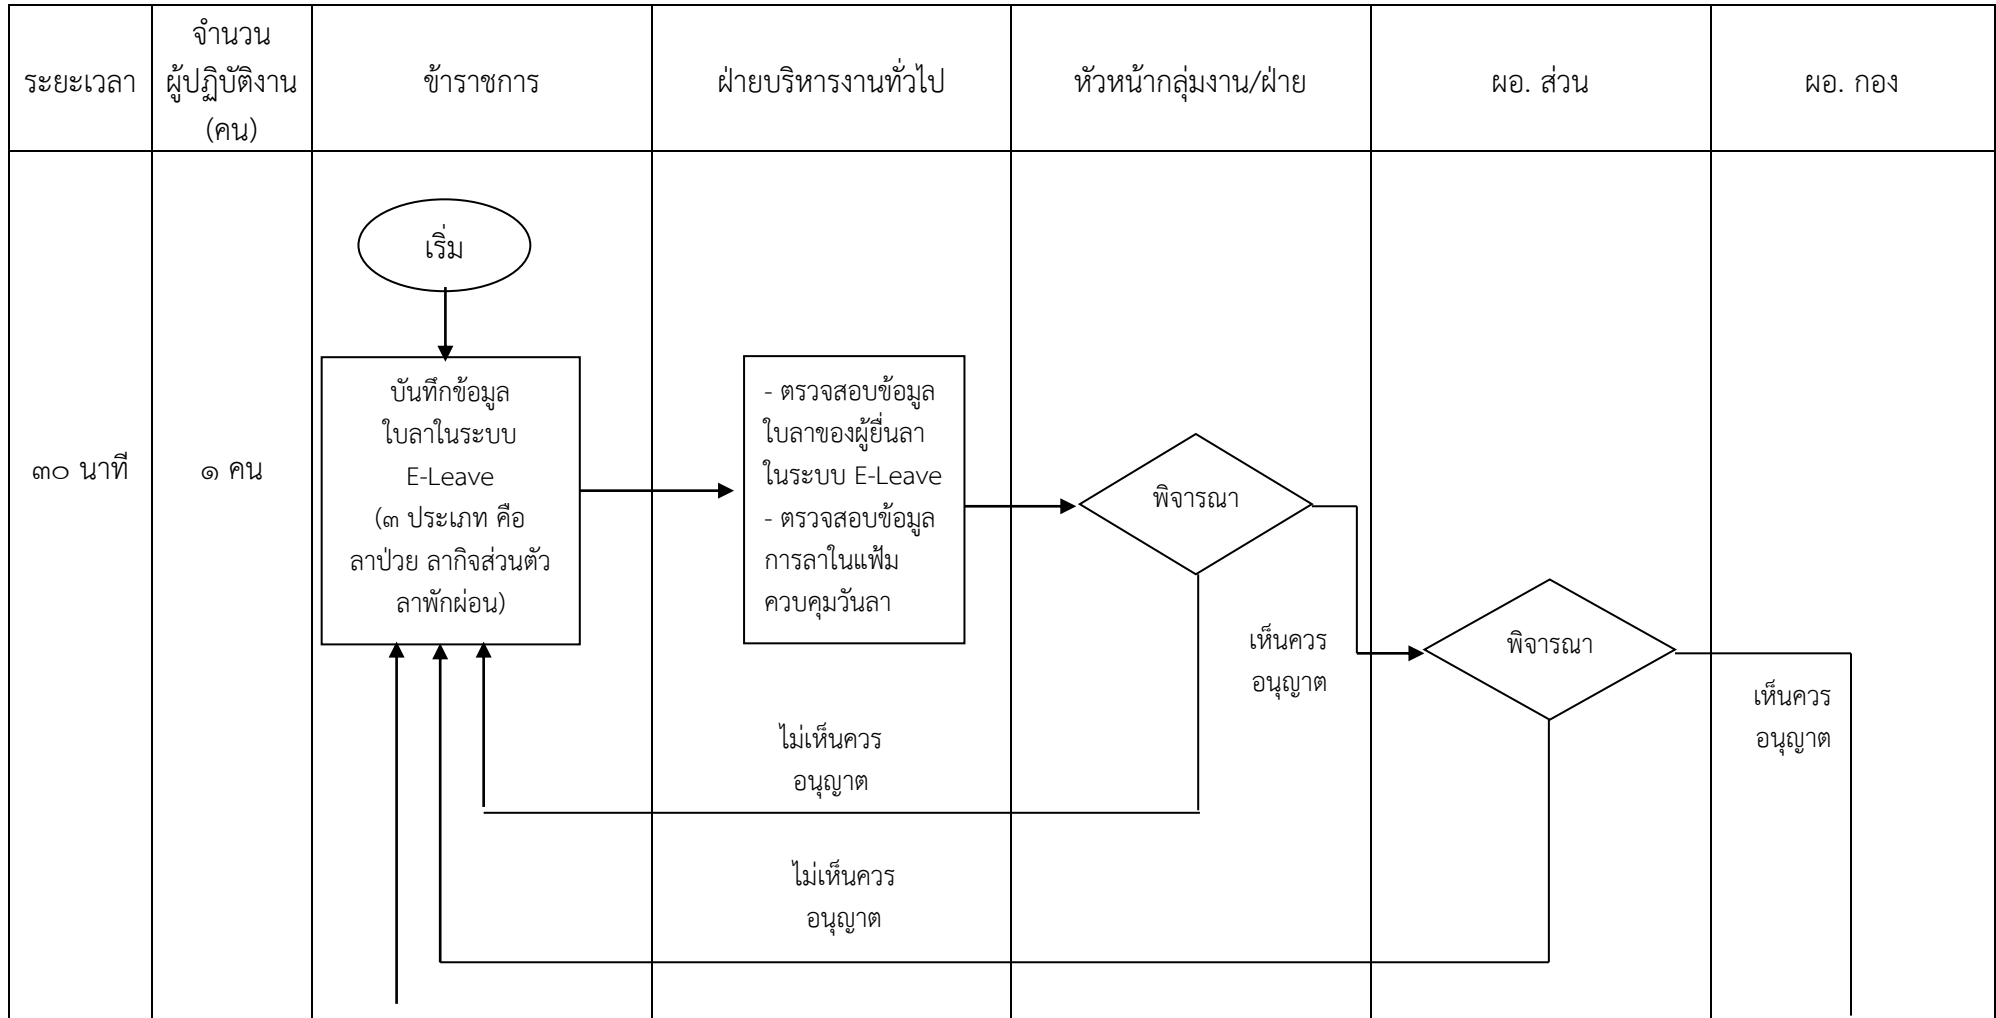 ระยะเวลา
จำนวน
ผู้ปฏิบัติงาน
(คน)
ข้าราชการ
ฝ่ายบริหารงานทั่วไป
หัวหน้ากลุ่มงาน/ฝ่าย
ผอ. ส่วน
ผอ. กอง
๓๐ นาที
๑ คน
เริ่ม
บันทึกข้อมูล
ใบลาในระบบ
E-Leave
(๓ ประเภท คือ
ลาป่วย ลากิจส่วนตัว
ลาพักผ่อน)
- ตรวจสอบข้อมูล
ใบลาของผู้ยื่นลา
ในระบบ E-Leave
- ตรวจสอบข้อมูล
การลาในแฟ้ม
ควบคุมวันลา
พิจารณา
เห็นควร
อนุญาต
พิจารณา
เห็นควร
อนุญาต
ไม่เห็นควร
อนุญาต
ไม่เห็นควร
อนุญาต